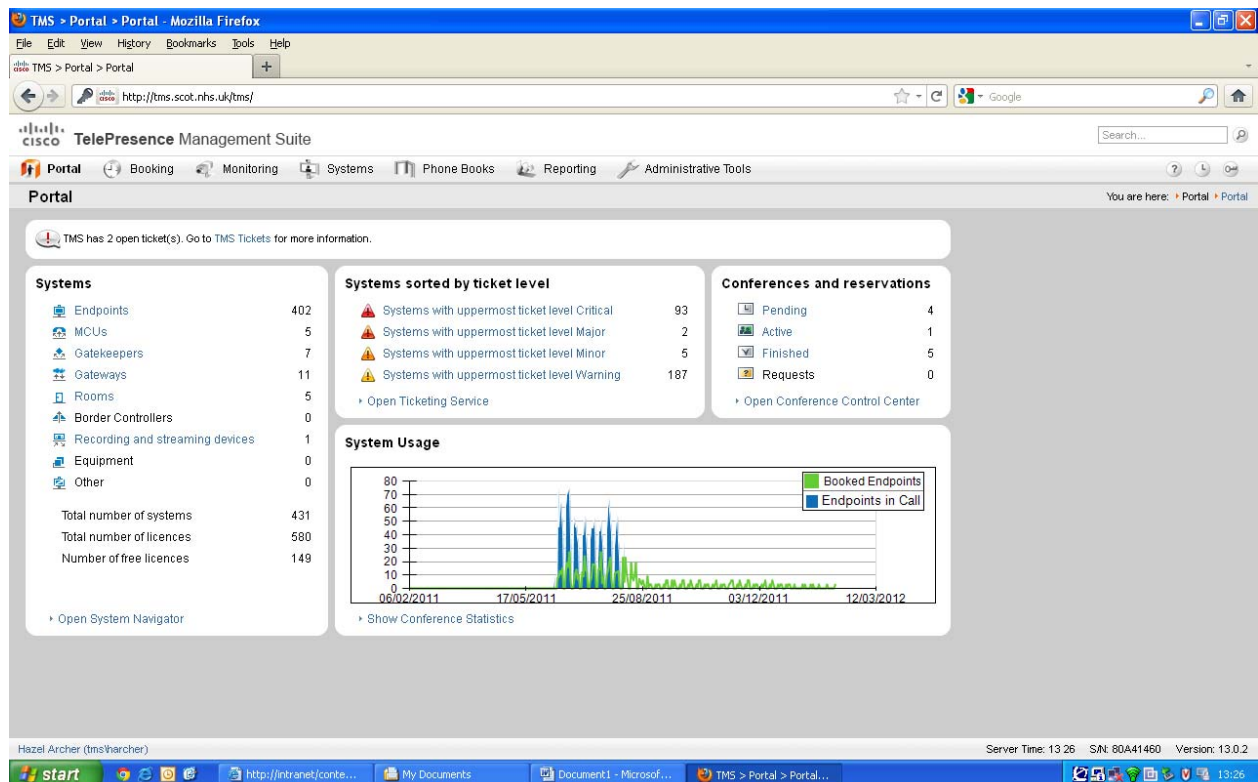 TMS > Portal > Portal - Mozilla Firefox
File Edit View History Bookmarks Tools Help
TMS > Portal > Portal
http://tms.scot.nhs.uk/tms/
Google
CISCO TelePresence Management Suite
Search...
Portal Booking Monitoring Systems Phone Books Reporting Administrative Tools
Portal
You are here: Portal Portal
TMS has 2 open ticket(s). Go to TMS Tickets for more information.
Systems
Endpoints 402
MCUs 5
Gatekeepers 7
Gateways 11
Rooms 5
Border Controllers 0
Recording and streaming devices 1
Equipment 0
Other 0
Total number of systems 431
Total number of licences 580
Number of free licences 149
Open System Navigator
Systems sorted by ticket level
Systems with uppermost ticket level Critical 93
Systems with uppermost ticket level Major 2
Systems with uppermost ticket level Minor 5
Systems with uppermost ticket level Warning 187
Open Ticketing Service
Conferences and reservations
Pending 4
Active 1
Finished 5
Requests 0
Open Conference Control Center
System Usage
Booked Endpoints
Endpoints in Call
80
70
60
50
40
30
20
10
0
06/02/2011 17/05/2011 25/08/2011 03/12/2011 12/03/2012
Show Conference Statistics
Hazel Archer (tms\harcher)
Server Time: 13 26 S/N: 80A41460 Version: 13.0.2
start
http://intranet/conte...
My Documents
Document1 - Microsof...
TMS > Portal > Portal...
13:26